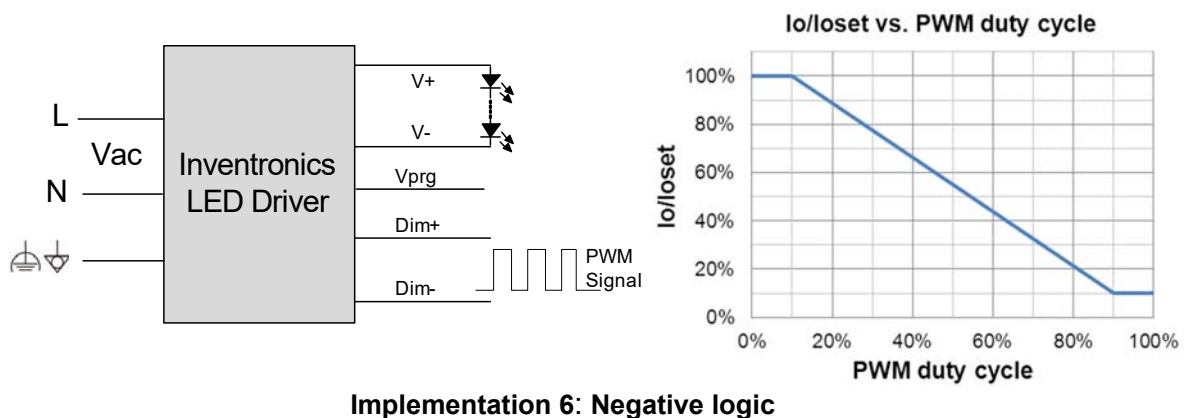 L
Vac
N
Inventronics
LED Driver
V+
V-
Vprg
Dim+
Dim-
PWM
Signal
Io/Ioset vs. PWM duty cycle
Io/Ioset
100%
80%
60%
40%
20%
0%
0% 20% 40% 60% 80% 100%
PWM duty cycle
Implementation 6: Negative logic